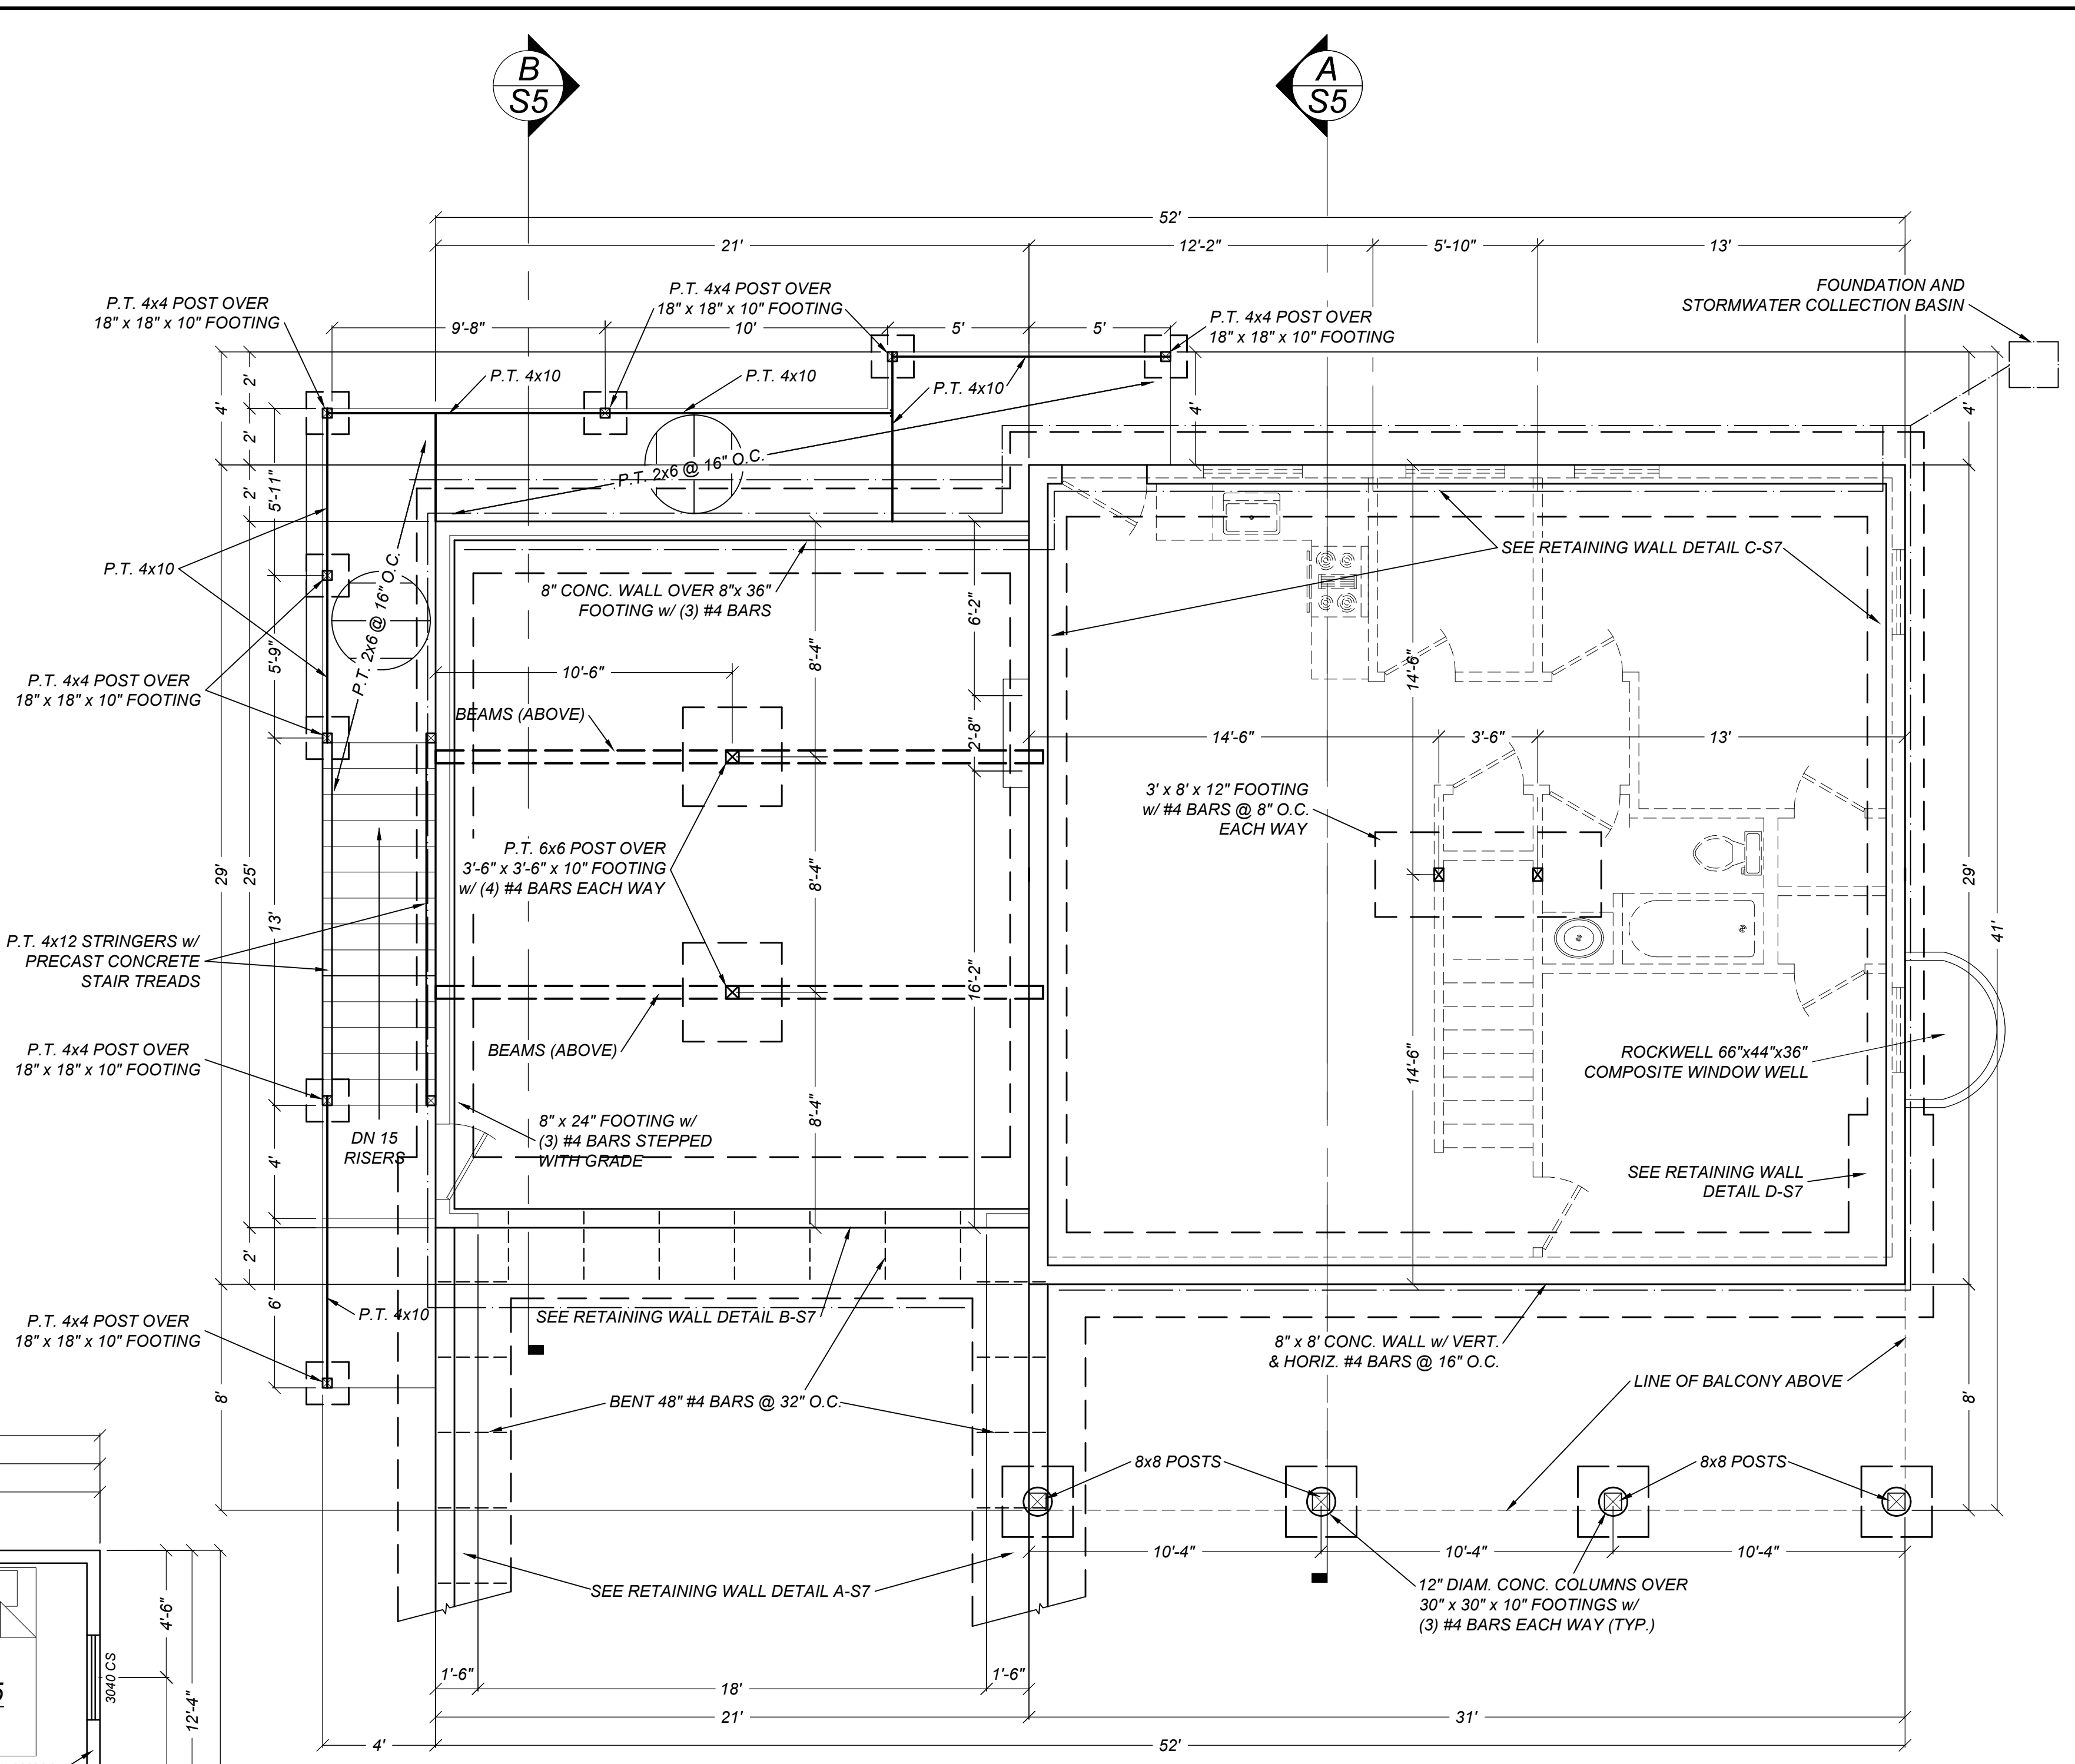 B
S5
A
S5
52'
21'
12'-2"
5'-10"
13'
FOUNDATION AND
STORMWATER COLLECTION BASIN
P.T. 4x4 POST OVER
18" x 18" x 10" FOOTING
P.T. 4x4 POST OVER
18" x 18" x 10" FOOTING
P.T. 4x4 POST OVER
18" x 18" x 10" FOOTING
9'-8"
10'
5'
5'
P.T. 4x10
P.T. 4x10
P.T. 4x10
2'
4'
2'
2'
5'-11"
4'
4'
P.T. 2x6 @ 16" O.C.
P.T. 2x6 @ 16" O.C.
P.T. 4x10
SEE RETAINING WALL DETAIL C-S7
8" CONC. WALL OVER 8"x 36"
FOOTING w/ (3) #4 BARS
6'-2"
8'-4"
14'-6"
5'-9"
10'-6"
P.T. 4x4 POST OVER
18" x 18" x 10" FOOTING
BEAMS (ABOVE)
2'-8"
14'-6"
3'-6"
13'
3' x 8' x 12" FOOTING
w/ #4 BARS @ 8" O.C.
EACH WAY
P.T. 6x6 POST OVER
3'-6" x 3'-6" x 10" FOOTING
w/ (4) #4 BARS EACH WAY
8'-4"
29'
25'
13'
29'
41'
P.T. 4x12 STRINGERS w/
PRECAST CONCRETE
STAIR TREADS
16'-2"
BEAMS (ABOVE)
P.T. 4x4 POST OVER
18" x 18" x 10" FOOTING
ROCKWELL 66"x44"x36"
COMPOSITE WINDOW WELL
14'-6"
8'-4"
8" x 24" FOOTING w/
(3) #4 BARS STEPPED
WITH GRADE
DN 15
RISERS
4'
SEE RETAINING WALL
DETAIL D-S7
2'
6'
P.T. 4x10
P.T. 4x4 POST OVER
18" x 18" x 10" FOOTING
SEE RETAINING WALL DETAIL B-S7
8" x 8' CONC. WALL w/ VERT.
& HORIZ. #4 BARS @ 16" O.C.
LINE OF BALCONY ABOVE
8'
8'
BENT 48" #4 BARS @ 32" O.C.
8x8 POSTS
8x8 POSTS
10'-4"
10'-4"
10'-4"
SEE RETAINING WALL DETAIL A-S7
12" DIAM. CONC. COLUMNS OVER
30" x 30" x 10" FOOTINGS w/
(3) #4 BARS EACH WAY (TYP.)
4'-6"
3040 CS
12'-4"
1'-6"
18'
1'-6"
21'
31'
4'
52'